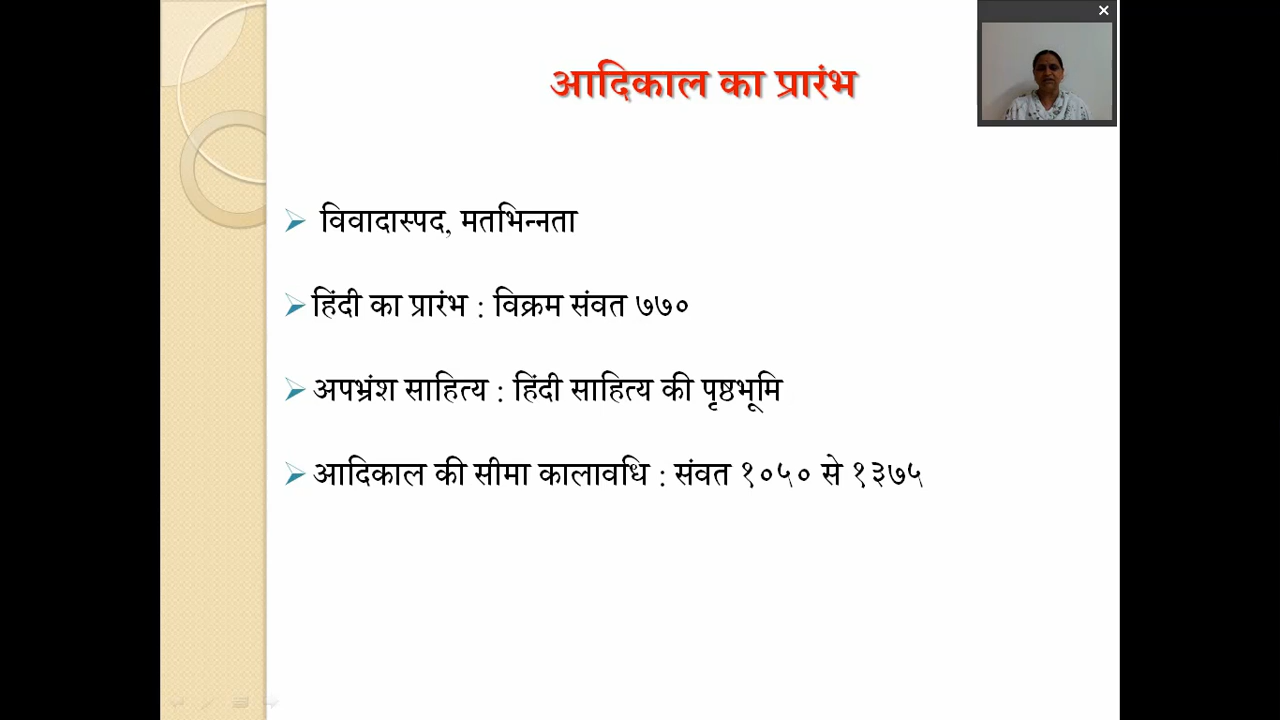 आदिकाल का प्रारंभ
विवादास्पद, मतभिन्नता
हिंदी का प्रारंभ : विक्रम संवत ७७०
अपभ्रंश साहित्य : हिंदी साहित्य की पृष्ठभूमि
आदिकाल की सीमा कालावधि : संवत १०५० से १३७५